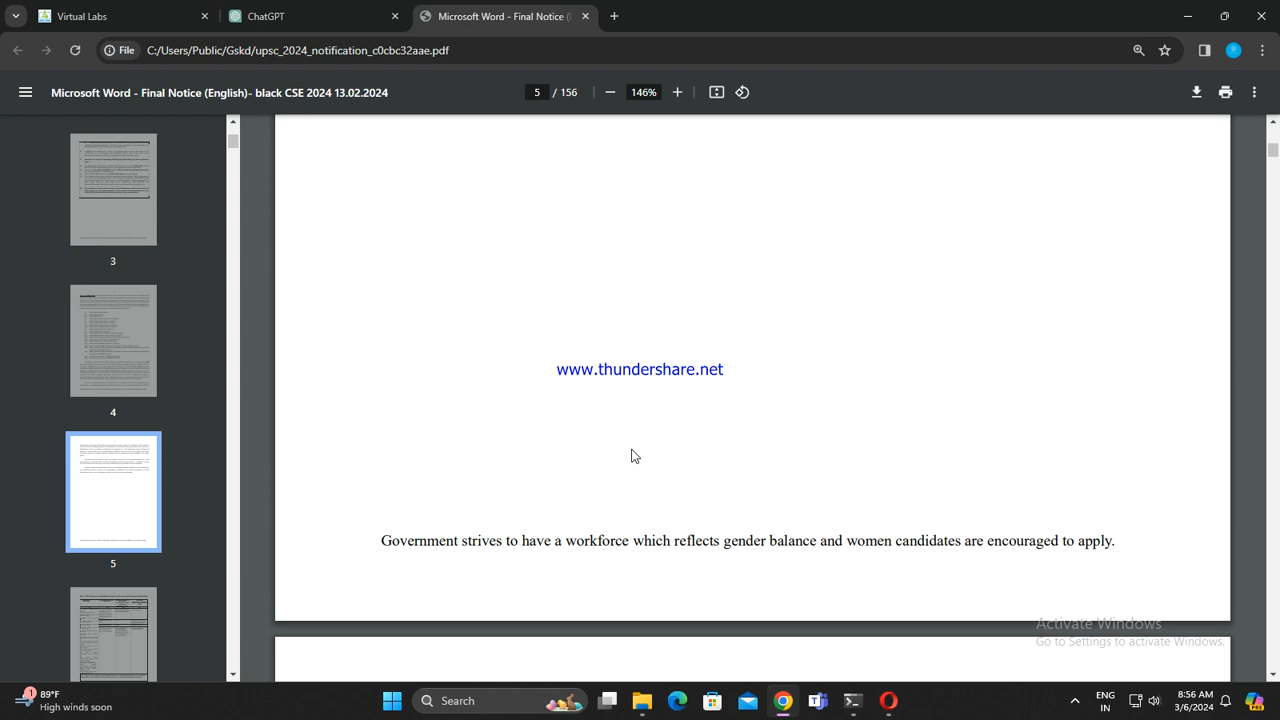 Virtual Labs
ChatGPT
Microsoft Word - Final Notice (
File
C:/Users/Public/Gskd/upsc_2024_notification_c0cbc32aae.pdf
Microsoft Word - Final Notice (English)- black CSE 2024 13.02.2024
5 / 156
146%
3
4
5
www.thundershare.net
Government strives to have a workforce which reflects gender balance and women candidates are encouraged to apply.
Activate Windows
Go to Settings to activate Windows.
1
89°F
High winds soon
Search
ENG
IN
8:56 AM
3/6/2024